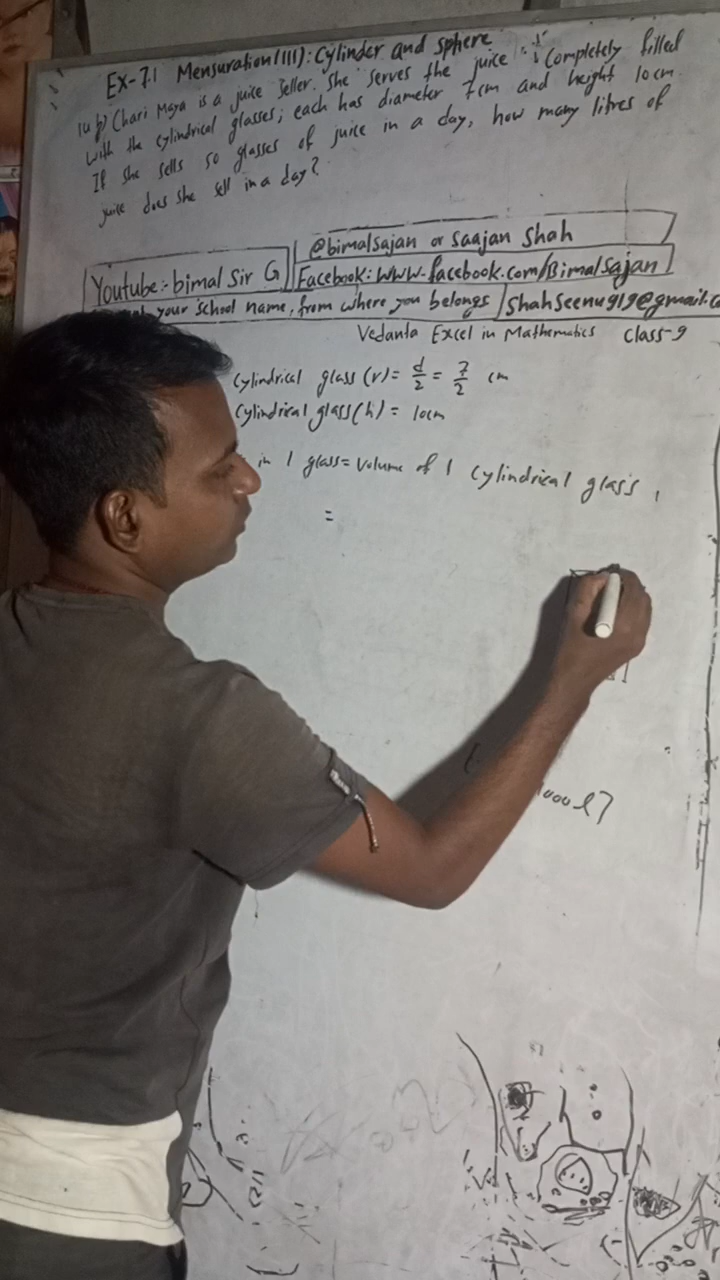 Ex-7.1 Mensuration(III): Cylinder and sphere
14 b) Chari Maya is a juice seller. She serves the juice completely filled
with the cylindrical glasses; each has diameter 7cm and height 10cm.
If she sells 50 glasses of juice in a day, how many litres of
juice does she sell in a day?
@bimalsajan or Saajan Shah
Youtube:- bimal Sir G
Facebook: www.facebook.com/Bimalsajan
your school name, from where you belongs
Shahseenu919@gmail.c
Vedanta Excel in Mathematics Class-9
Cylindrical glass (r) = d/2 = 7/2 cm
Cylindrical glass(h) = 10cm
in 1 glass = Volume of 1 cylindrical glass
=
1000 l